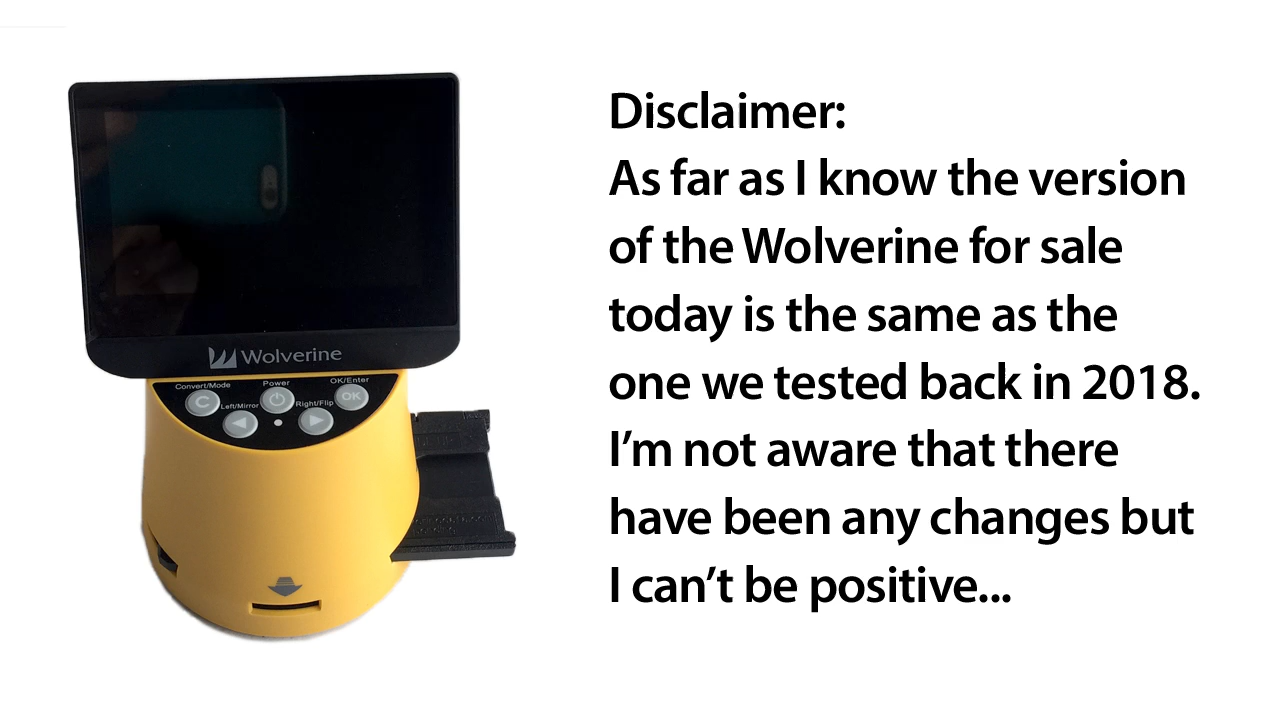 Disclaimer:
As far as I know the version
of the Wolverine for sale
today is the same as the
one we tested back in 2018.
I'm not aware that there
have been any changes but
I can't be positive...
Wolverine
Convert/Mode
Power
OK/Enter
C
OK
Left/Mirror
Right/Flip